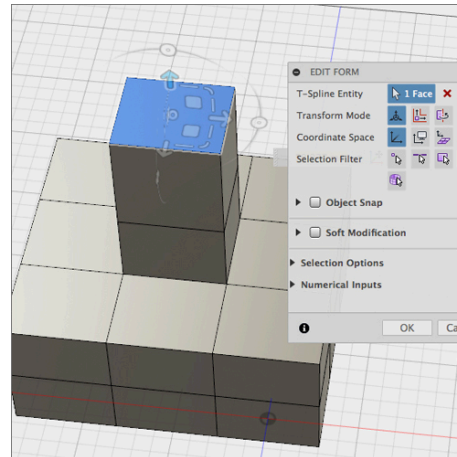 EDIT FORM
T-Spline Entity 1 Face
Transform Mode
Coordinate Space
Selection Filter
Object Snap
Soft Modification
Selection Options
Numerical Inputs
OK Ca